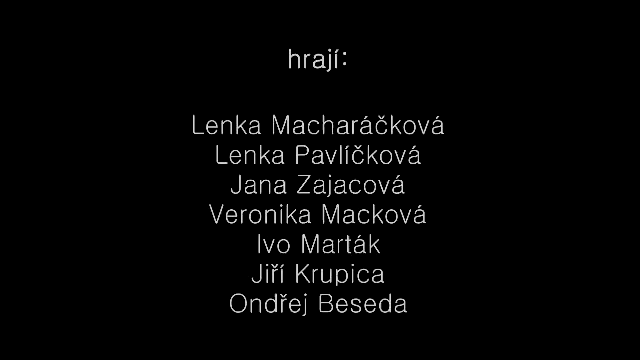 hrají:
Lenka Macharáčková
Lenka Pavlíčková
Jana Zajacová
Veronika Macková
Ivo Marták
Jiří Krupica
Ondřej Beseda